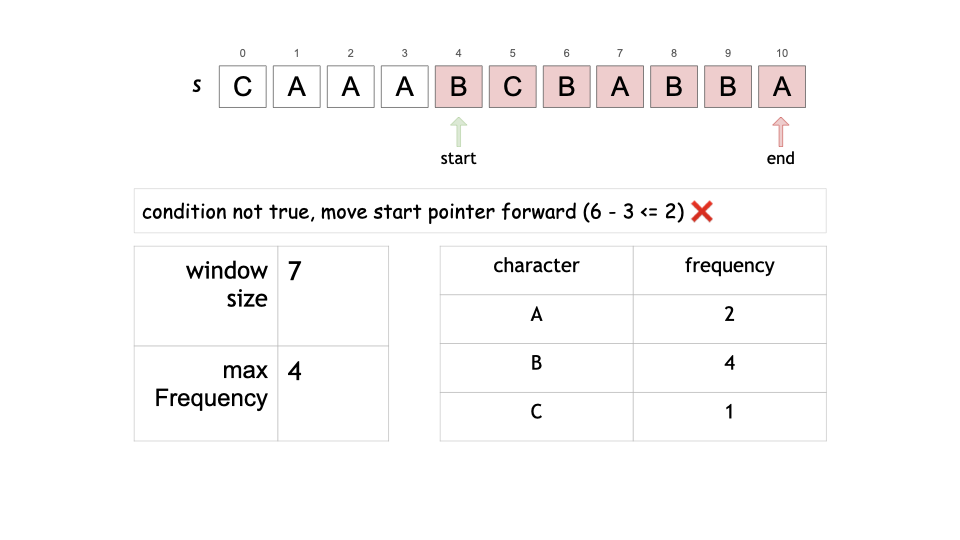 0 1 2 3 4 5 6 7 8 9 10
s C A A A B C B A B B A
start end
condition not true, move start pointer forward (6 - 3 <= 2) ❌
window size 7
max Frequency 4
character frequency
A 2
B 4
C 1